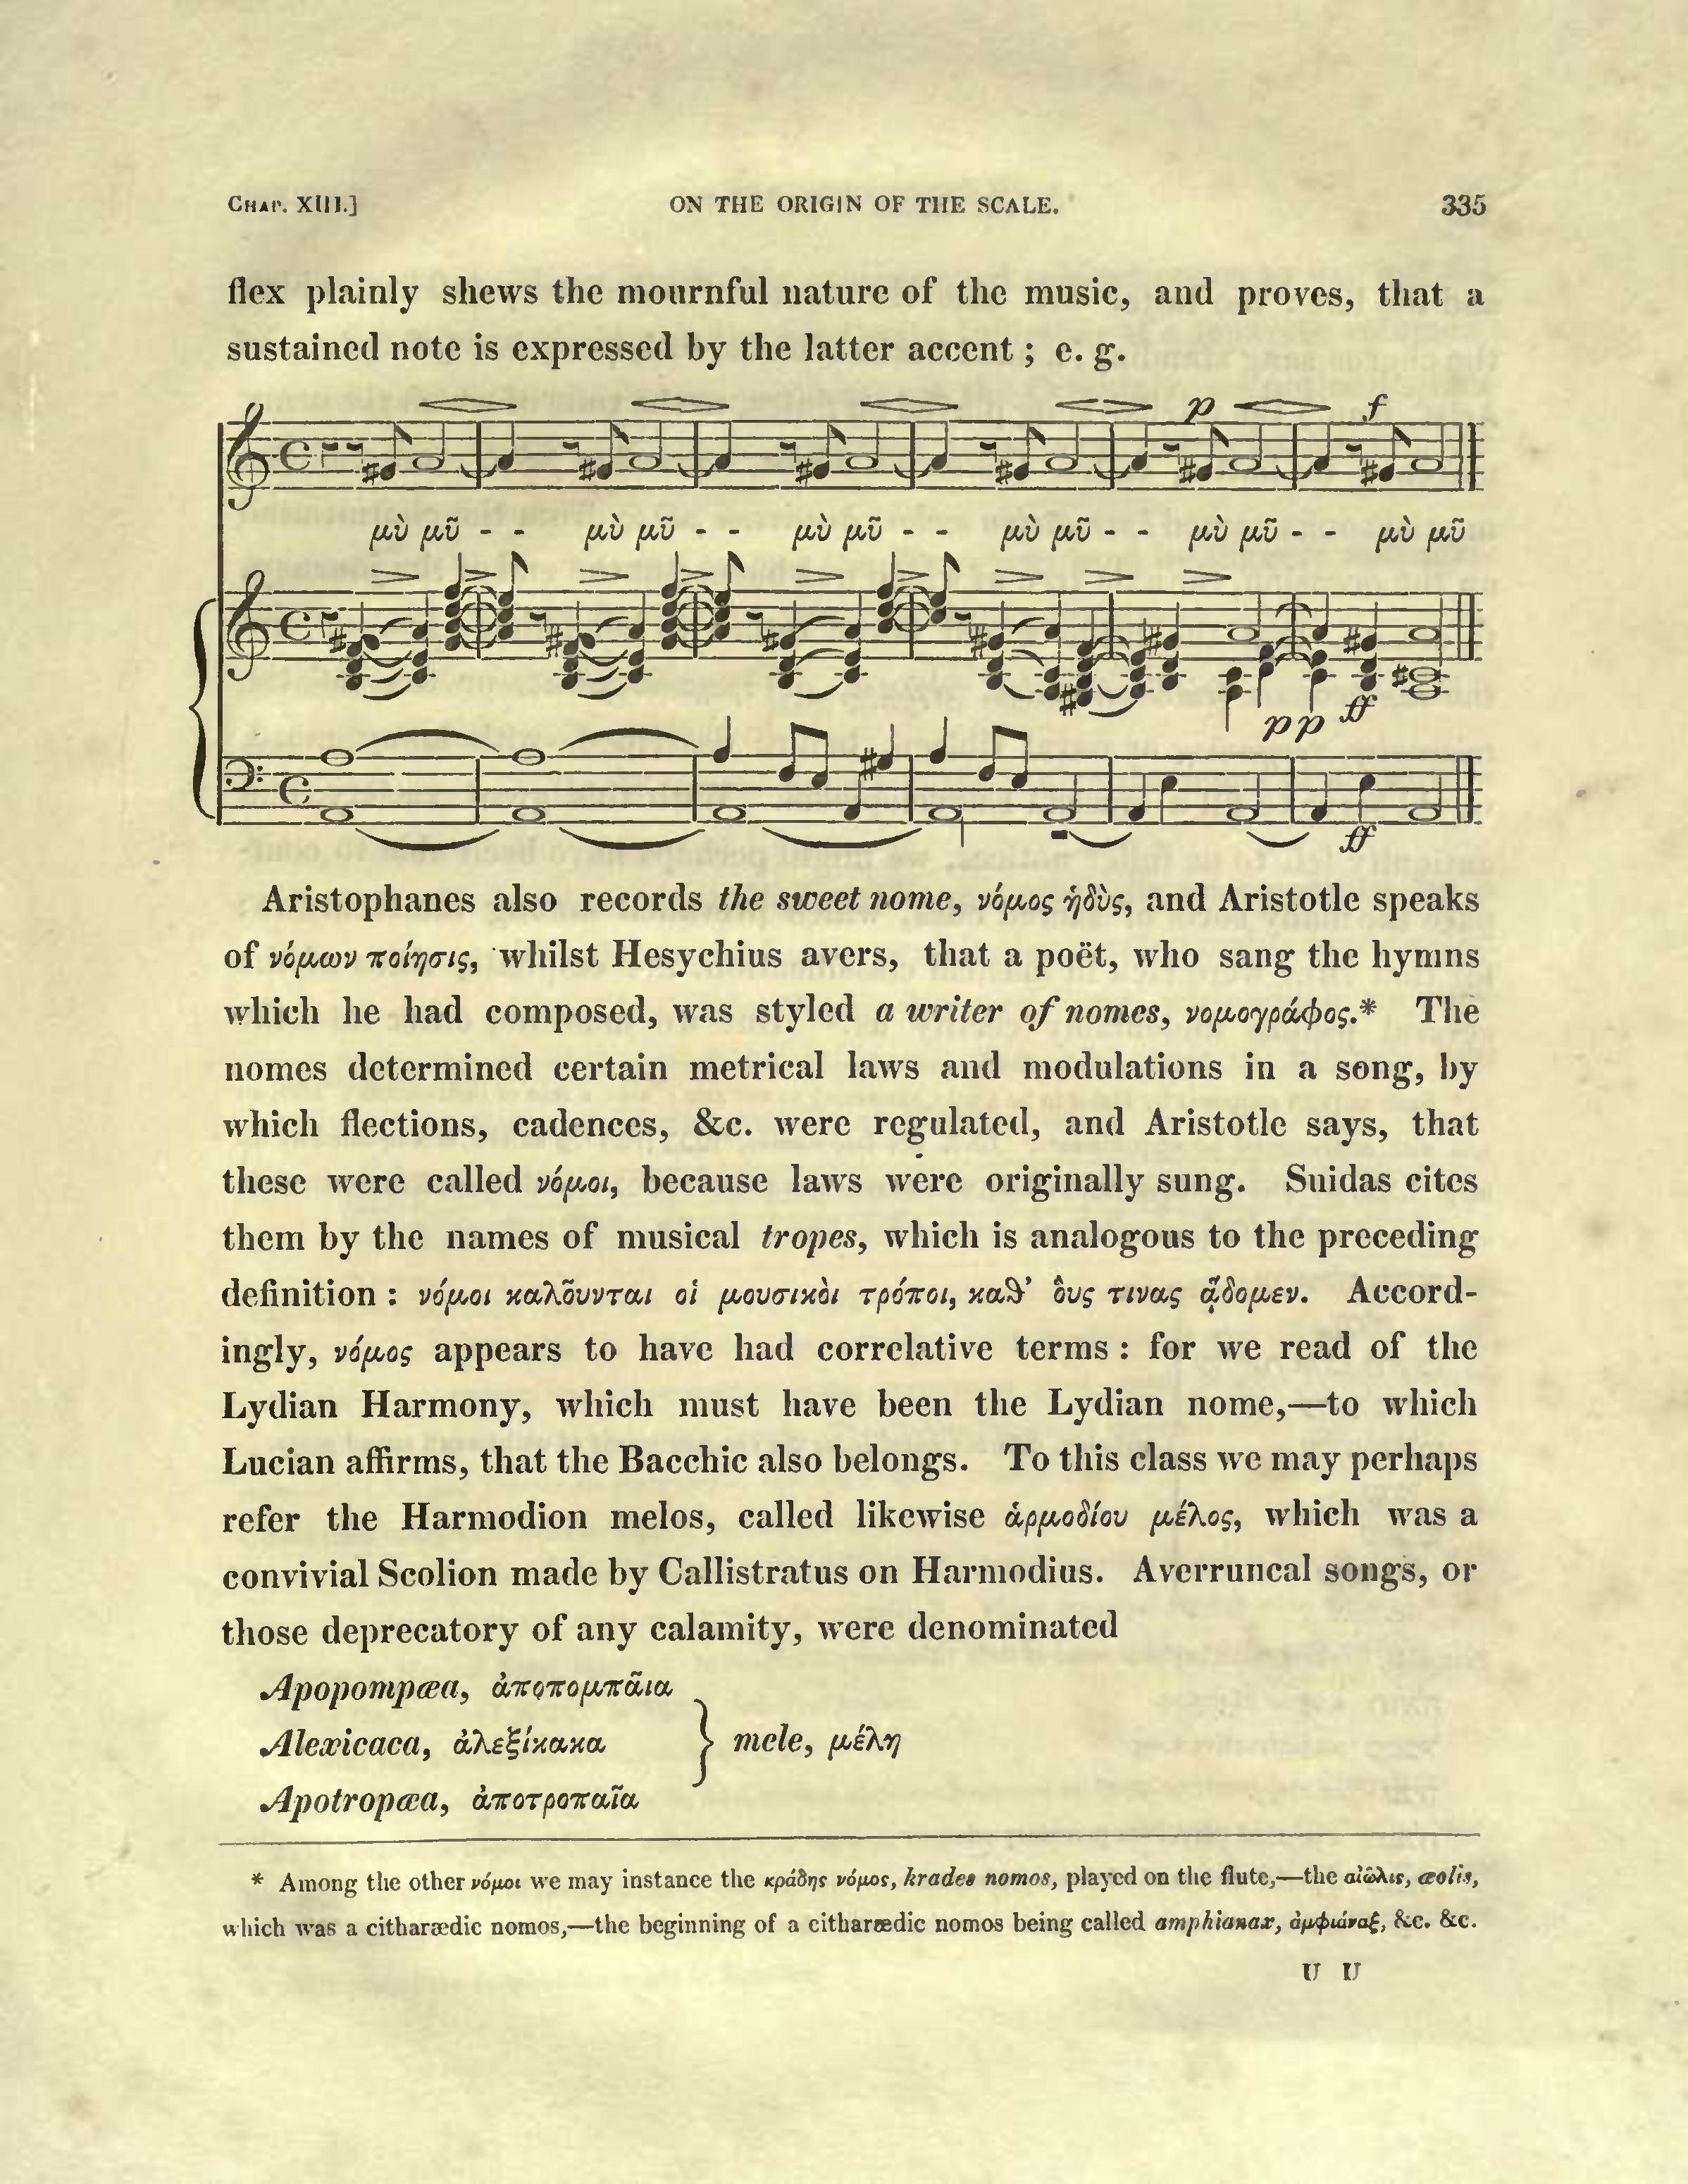 CHAP. XIII.] ON THE ORIGIN OF THE SCALE. 335
flex plainly shews the mournful nature of the music, and proves, that a
sustained note is expressed by the latter accent ; e. g.
p f
μὺ μῦ - - μὺ μῦ - - μὺ μῦ - - μὺ μῦ - - μὺ μῦ - - μὺ μῦ
pp ff
ff
Aristophanes also records the sweet nome, νόμος ἡδὺς, and Aristotle speaks
of νόμων ποίησις, whilst Hesychius avers, that a poët, who sang the hymns
which he had composed, was styled a writer of nomes, νομογράφος.* The
nomes determined certain metrical laws and modulations in a song, by
which flections, cadences, &c. were regulated, and Aristotle says, that
these were called νόμοι, because laws were originally sung. Suidas cites
them by the names of musical tropes, which is analogous to the preceding
definition : νόμοι καλõυνται οἱ μουσικὸι τρόποι, καθ’ ὃυς τινας ᾄδομεν. Accord-
ingly, νόμος appears to have had correlative terms : for we read of the
Lydian Harmony, which must have been the Lydian nome,—to which
Lucian affirms, that the Bacchic also belongs. To this class we may perhaps
refer the Harmodion melos, called likewise ἁρμοδίου μέλος, which was a
convivial Scolion made by Callistratus on Harmodius. Averruncal songs, or
those deprecatory of any calamity, were denominated
Apopompæa, ἀποπομπᾶια
Alexicaca, ἀλεξίκακα } mele, μέλη
Apotropæa, ἀποτροπαῖα
* Among the other νόμοι we may instance the κράδης νόμος, krades nomos, played on the flute,—the αἰῶλις, æolis,
which was a citharædic nomos,—the beginning of a citharædic nomos being called amphianax, ἀμφιάναξ, &c. &c.
U U